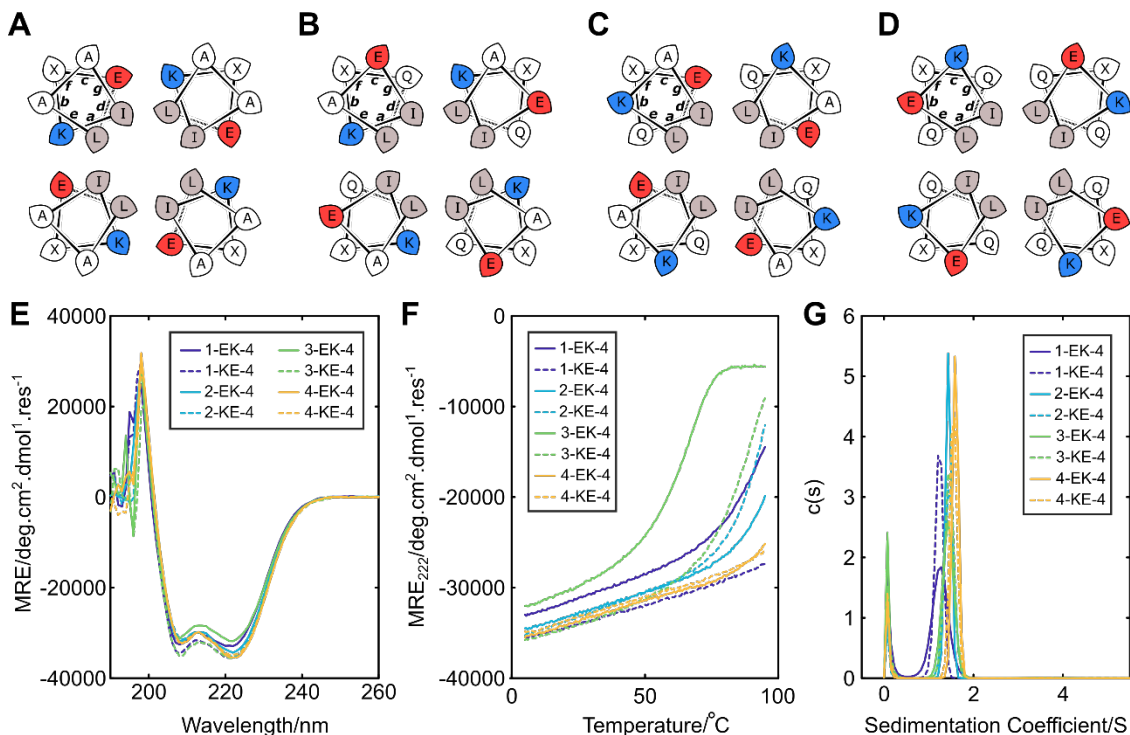 A B C D
A A E A A K K E
X E K X X Q K X X E Q X X Q Q X
f c g f c g f c g f c g
A b d I L A A b d I L E K b d I L A E b d I L K
e a e a e a e a
K L I E K L I Q Q L I E Q L I Q
E I L K Q I L K E I L Q Q I L Q
A L I A E L I A A L I K K L I E
X K E X X K Q X X Q E X X Q Q X
A A A E K A E K
E F G
40000
20000
0
-20000
-40000
MRE/deg.cm².dmol¹.res⁻¹
200 220 240 260
Wavelength/nm
1-EK-4 3-EK-4
1-KE-4 3-KE-4
2-EK-4 4-EK-4
2-KE-4 4-KE-4
0
-10000
-20000
-30000
-40000
MRE₂₂₂/deg.cm².dmol¹.res⁻¹
0 50 100
Temperature/°C
1-EK-4
1-KE-4
2-EK-4
2-KE-4
3-EK-4
3-KE-4
4-EK-4
4-KE-4
6
5
4
3
2
1
0
c(s)
0 2 4
Sedimentation Coefficient/S
1-EK-4
1-KE-4
2-EK-4
2-KE-4
3-EK-4
3-KE-4
4-EK-4
4-KE-4